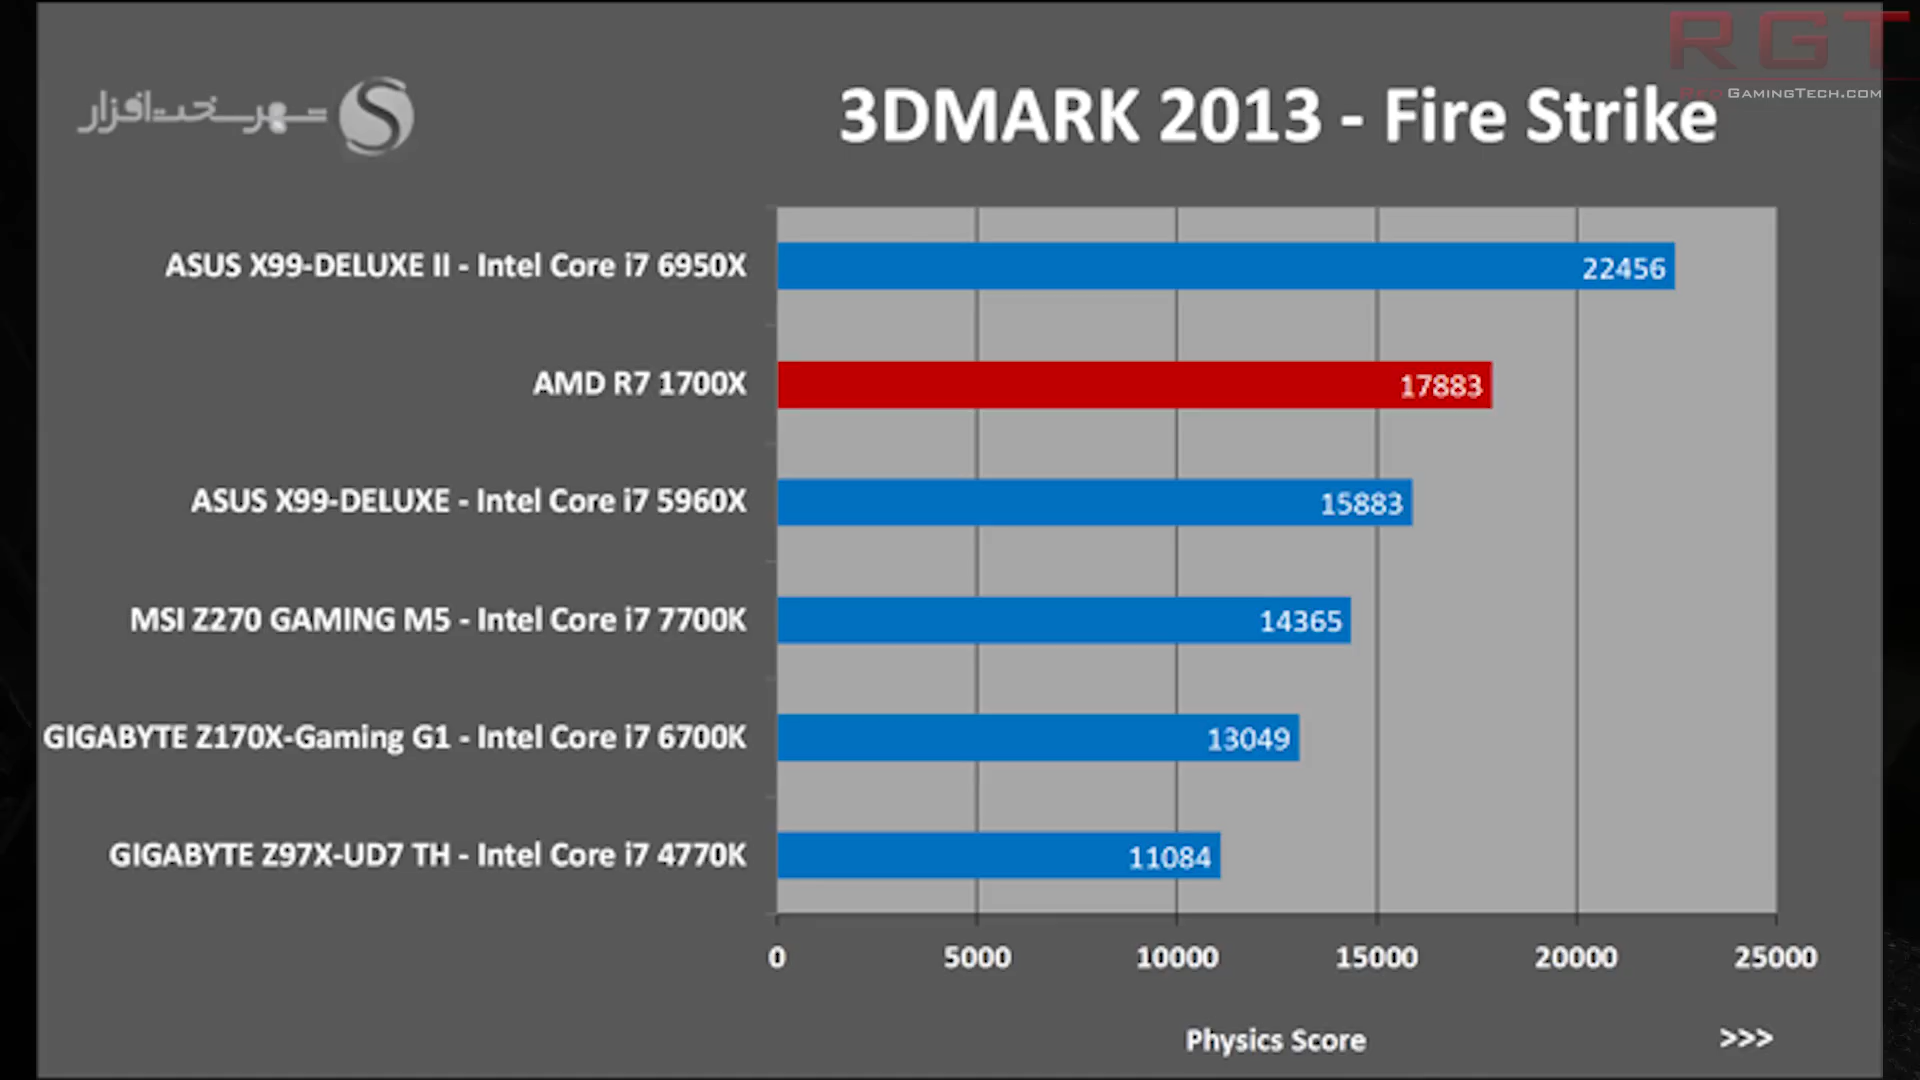 RGT
RED GAMINGTECH.COM
شهر سخت‌افزار
3DMARK 2013 - Fire Strike
ASUS X99-DELUXE II - Intel Core i7 6950X
22456
AMD R7 1700X
17883
ASUS X99-DELUXE - Intel Core i7 5960X
15883
MSI Z270 GAMING M5 - Intel Core i7 7700K
14365
GIGABYTE Z170X-Gaming G1 - Intel Core i7 6700K
13049
GIGABYTE Z97X-UD7 TH - Intel Core i7 4770K
11084
0 5000 10000 15000 20000 25000
Physics Score >>>